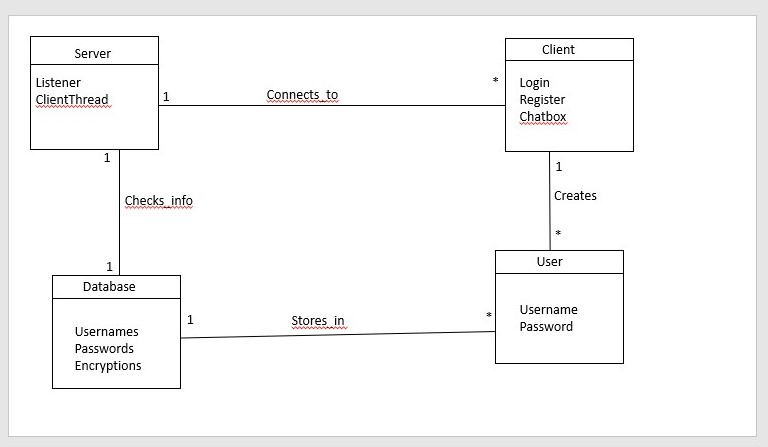 Server
Listener
ClientThread
1
Connects_to
*
Client
Login
Register
Chatbox
1
Checks_info
1
1
Creates
*
Database
Usernames
Passwords
Encryptions
1
Stores_in
*
User
Username
Password